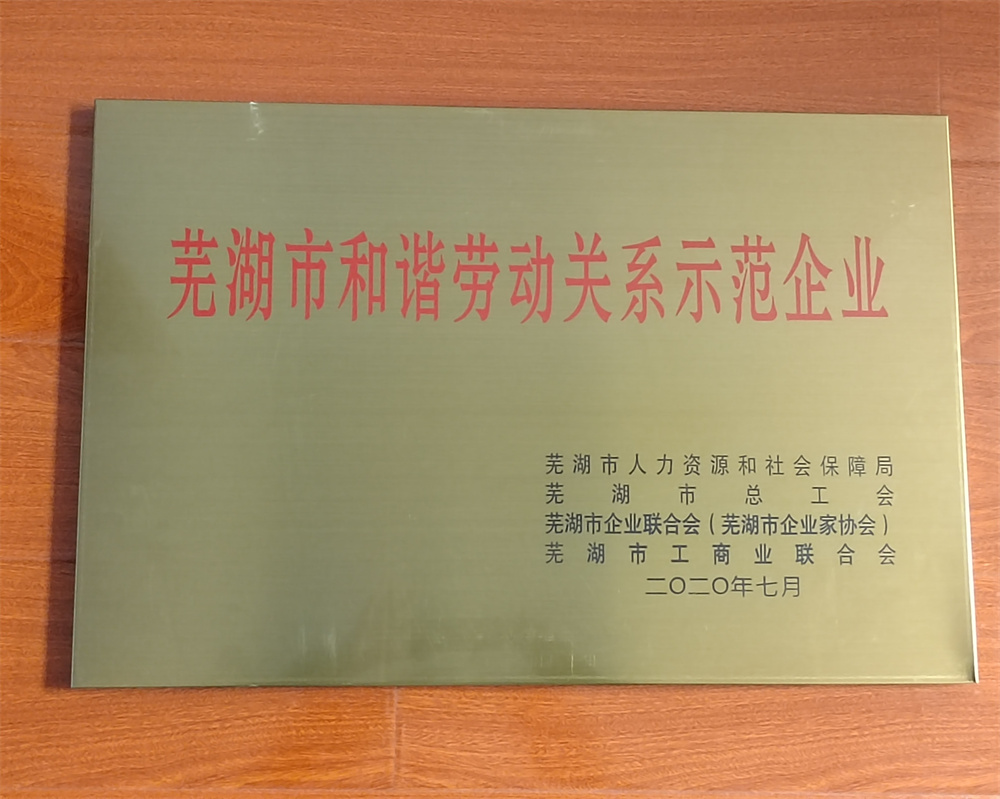 芜湖市和谐劳动关系示范企业
芜湖市人力资源和社会保障局
芜湖市总工会
芜湖市企业联合会（芜湖市企业家协会）
芜湖市工商业联合会
二〇二〇年七月